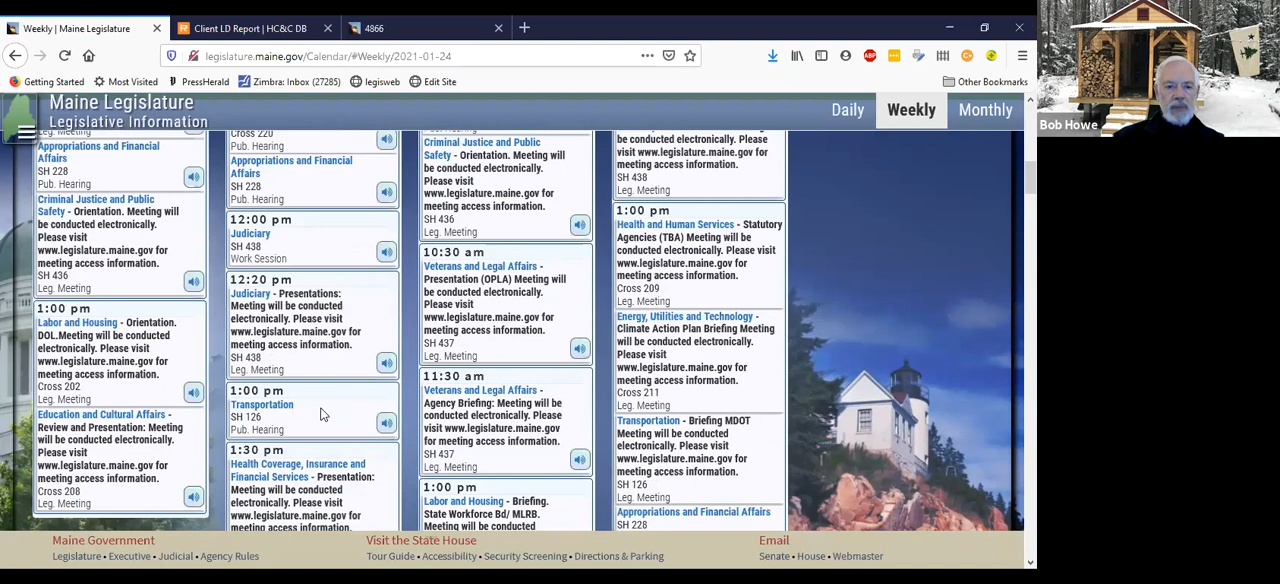 Weekly | Maine Legislature
Client LD Report | HC&C DB
4866
legislature.maine.gov/Calendar/#Weekly/2021-01-24
Getting Started
Most Visited
PressHerald
Zimbra: Inbox (27285)
legisweb
Edit Site
Other Bookmarks
Maine Legislature
Legislative Information
Daily
Weekly
Monthly
Leg. Meeting
Appropriations and Financial
Affairs
SH 228
Pub. Hearing
Criminal Justice and Public
Safety - Orientation. Meeting will
be conducted electronically.
Please visit
www.legislature.maine.gov for
meeting access information.
SH 436
Leg. Meeting
1:00 pm
Labor and Housing - Orientation.
DOL.Meeting will be conducted
electronically. Please visit
www.legislature.maine.gov for
meeting access information.
Cross 202
Leg. Meeting
Education and Cultural Affairs -
Review and Presentation: Meeting
will be conducted electronically.
Please visit
www.legislature.maine.gov for
meeting access information.
Cross 208
Leg. Meeting
Cross 220
Pub. Hearing
Appropriations and Financial
Affairs
SH 228
Pub. Hearing
12:00 pm
Judiciary
SH 438
Work Session
12:20 pm
Judiciary - Presentations:
Meeting will be conducted
electronically. Please visit
www.legislature.maine.gov for
meeting access information.
SH 438
Leg. Meeting
1:00 pm
Transportation
SH 126
Pub. Hearing
1:30 pm
Health Coverage, Insurance and
Financial Services - Presentation:
Meeting will be conducted
electronically. Please visit
www.legislature.maine.gov for
Pub. Hearing
Criminal Justice and Public
Safety - Orientation. Meeting will
be conducted electronically.
Please visit
www.legislature.maine.gov for
meeting access information.
SH 436
Leg. Meeting
10:30 am
Veterans and Legal Affairs -
Presentation (OPLA) Meeting will
be conducted electronically.
Please visit
www.legislature.maine.gov for
meeting access information.
SH 437
Leg. Meeting
11:30 am
Veterans and Legal Affairs -
Agency Briefing: Meeting will be
conducted electronically. Please
visit www.legislature.maine.gov
for meeting access information.
SH 437
Leg. Meeting
1:00 pm
Labor and Housing - Briefing.
State Workforce Bd/ MLRB.
Meeting will be conducted
be conducted electronically.
Please visit
www.legislature.maine.gov for
meeting access information.
SH 438
Leg. Meeting
1:00 pm
Health and Human Services - Statutory
Agencies (TBA) Meeting will be
conducted electronically. Please visit
www.legislature.maine.gov for
meeting access information.
Cross 209
Leg. Meeting
Energy, Utilities and Technology -
Climate Action Plan Briefing Meeting
will be conducted electronically.
Please visit
www.legislature.maine.gov for
meeting access information.
Cross 211
Leg. Meeting
Transportation - Briefing MDOT
Meeting will be conducted
electronically. Please visit
www.legislature.maine.gov for
meeting access information.
SH 126
Leg. Meeting
Appropriations and Financial Affairs
SH 228
Maine Government
Legislature • Executive • Judicial • Agency Rules
Visit the State House
Tour Guide • Accessibility • Security Screening • Directions & Parking
Email
Senate • House • Webmaster
Bob Howe
ABP